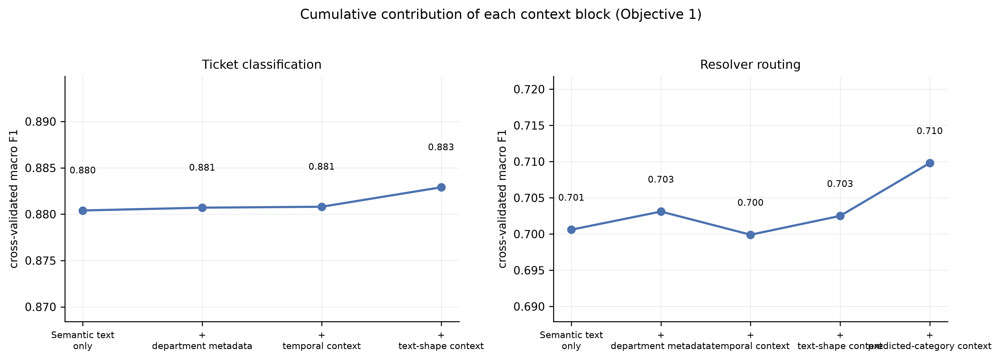 Cumulative contribution of each context block (Objective 1)
Ticket classification
cross-validated macro F1
0.890
0.885
0.880
0.875
0.870
0.880
0.881
0.881
0.883
Semantic text
only
+
department metadata
+
temporal context
+
text-shape context
Resolver routing
cross-validated macro F1
0.720
0.715
0.710
0.705
0.700
0.695
0.690
0.701
0.703
0.700
0.703
0.710
Semantic text
only
+
department metadata
+
temporal context
+
text-shape context
+
predicted-category context